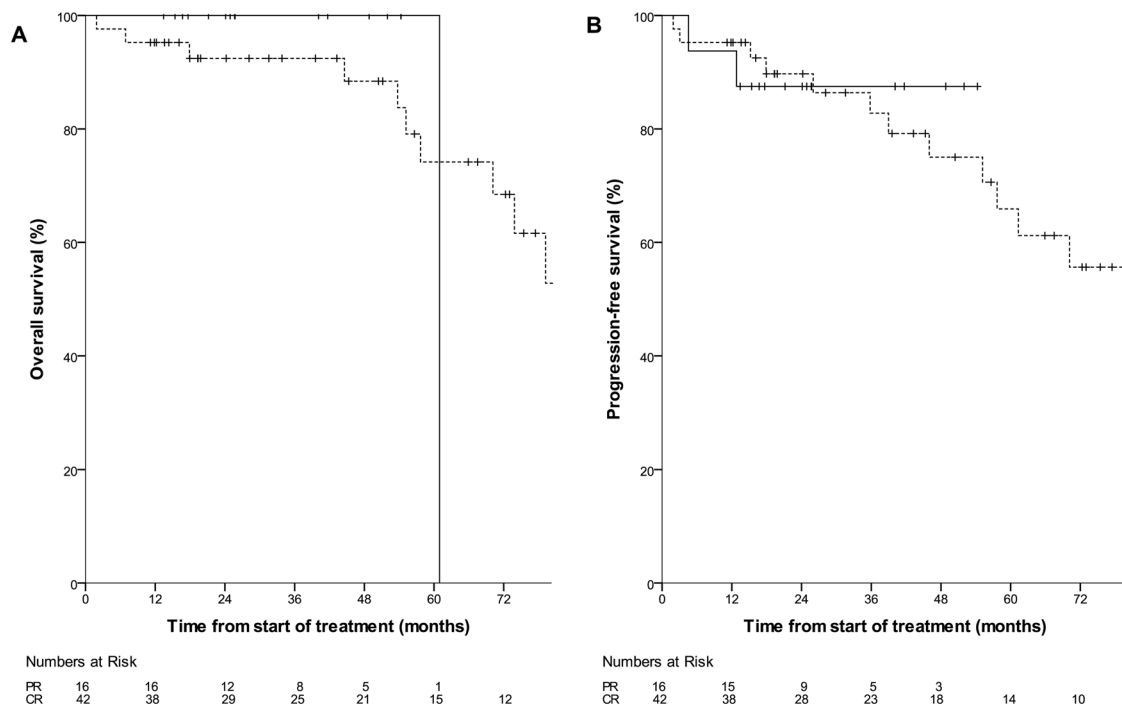 A
Overall survival (%)
100
80
60
40
20
0
0 12 24 36 48 60 72
Time from start of treatment (months)
Numbers at Risk
PR 16 16 12 8 5 1
CR 42 38 29 25 21 15 12
B
Progression-free survival (%)
100
80
60
40
20
0
0 12 24 36 48 60 72
Time from start of treatment (months)
Numbers at Risk
PR 16 15 9 5 3
CR 42 38 28 23 18 14 10